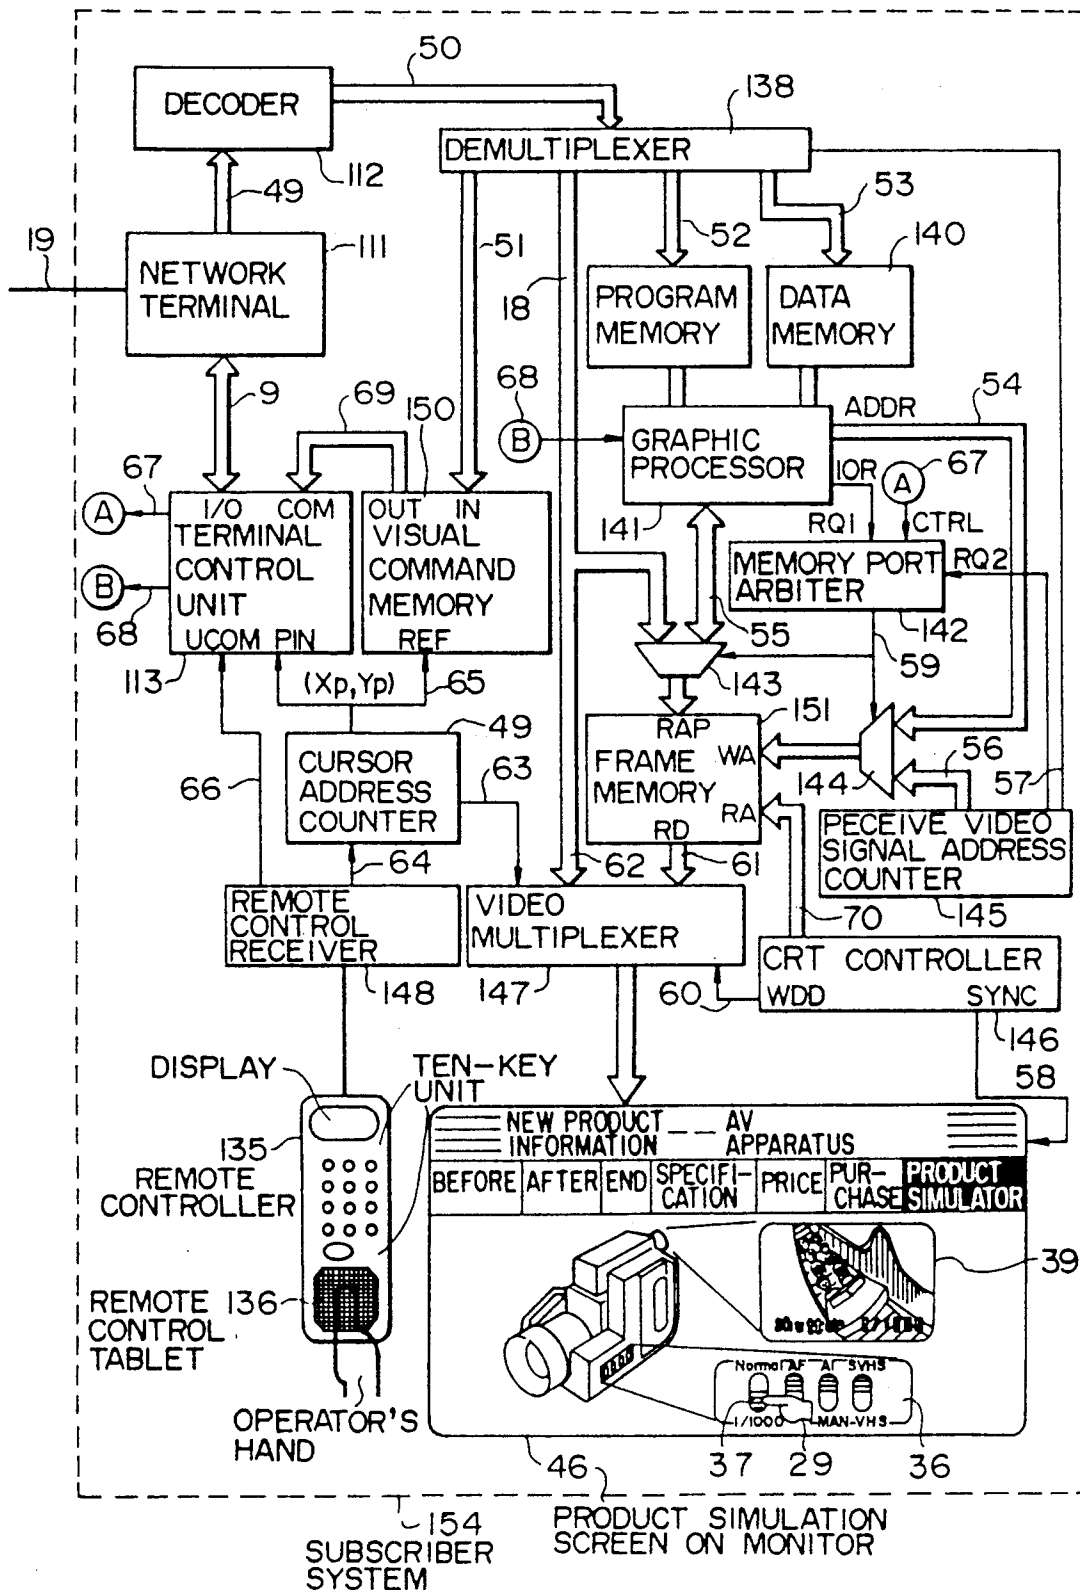 50
DECODER
138
DEMULTIPLEXER
112
49
53
19
111
51
52
140
NETWORK
TERMINAL
18
PROGRAM
MEMORY
DATA
MEMORY
9
69
150
68
B
ADDR
54
GRAPHIC
PROCESSOR
IOR
67
A
67
A
I/O COM
OUT IN
141
RQ1
CTRL
TERMINAL
CONTROL
UNIT
VISUAL
COMMAND
MEMORY
MEMORY PORT
ARBITER
RQ2
B
68
UCOM PIN
REF
55
142
59
113
(Xp,Yp)
65
143
49
151
RAP
FRAME
MEMORY
WA
56
66
CURSOR
ADDRESS
COUNTER
63
144
57
RA
RD
PECEIVE VIDEO
SIGNAL ADDRESS
COUNTER
64
62
61
REMOTE
CONTROL
RECEIVER
VIDEO
MULTIPLEXER
70
145
CRT CONTROLLER
148
147
60
WDD SYNC
146
DISPLAY
TEN-KEY
UNIT
58
135
NEW PRODUCT
INFORMATION
AV
APPARATUS
REMOTE
CONTROLLER
BEFORE
AFTER
END
SPECIFI-
CATION
PRICE
PUR-
CHASE
PRODUCT
SIMULATOR
39
136
REMOTE
CONTROL
TABLET
Normal AF AI SVHS
1/1000 MAN-VHS
OPERATOR'S
HAND
46
37
29
36
154
SUBSCRIBER
SYSTEM
PRODUCT SIMULATION
SCREEN ON MONITOR